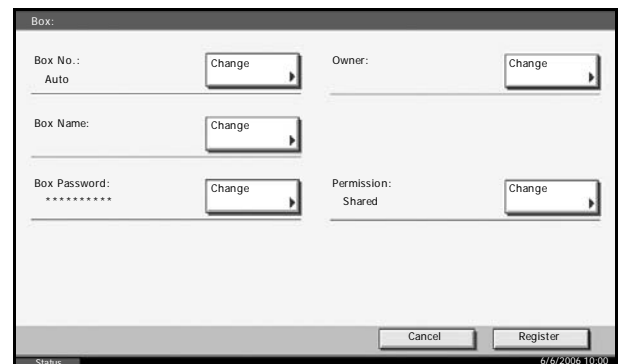 Box:
Box No.: Change Owner: Change
Auto
Box Name: Change
Box Password: Change Permission: Change
********** Shared
Cancel Register
Status 6/6/2006 10:00